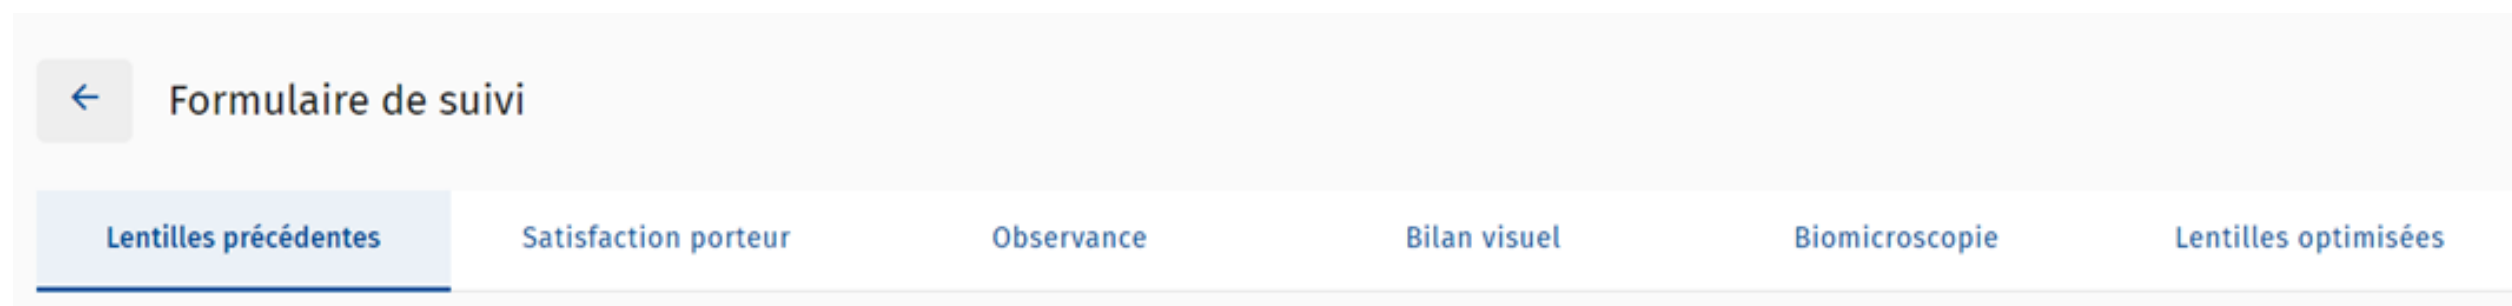 Formulaire de suivi
Lentilles précédentes Satisfaction porteur Observance Bilan visuel Biomicroscopie Lentilles optimisées